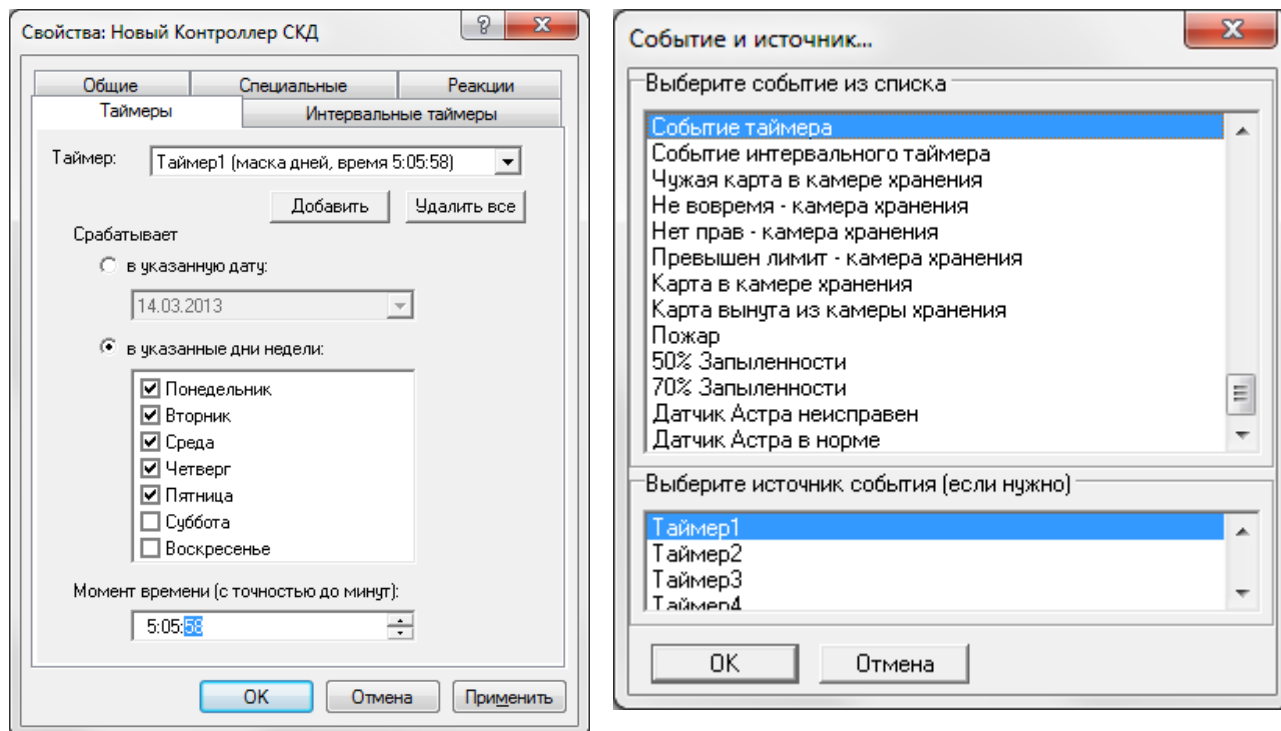 Свойства: Новый Контроллер СКД
Общие
Специальные
Реакции
Таймеры
Интервальные таймеры
Таймер:
Таймер1 (маска дней, время 5:05:58)
Добавить
Удалить все
Срабатывает
в указанную дату:
14.03.2013
в указанные дни недели:
Понедельник
Вторник
Среда
Четверг
Пятница
Суббота
Воскресенье
Момент времени (с точностью до минут):
5:05:58
OK
Отмена
Применить
Событие и источник...
Выберите событие из списка
Событие таймера
Событие интервального таймера
Чужая карта в камере хранения
Не вовремя - камера хранения
Нет прав - камера хранения
Превышен лимит - камера хранения
Карта в камере хранения
Карта вынута из камеры хранения
Пожар
50% Запыленности
70% Запыленности
Датчик Астра неисправен
Датчик Астра в норме
Выберите источник события (если нужно)
Таймер1
Таймер2
Таймер3
Таймер4
OK
Отмена